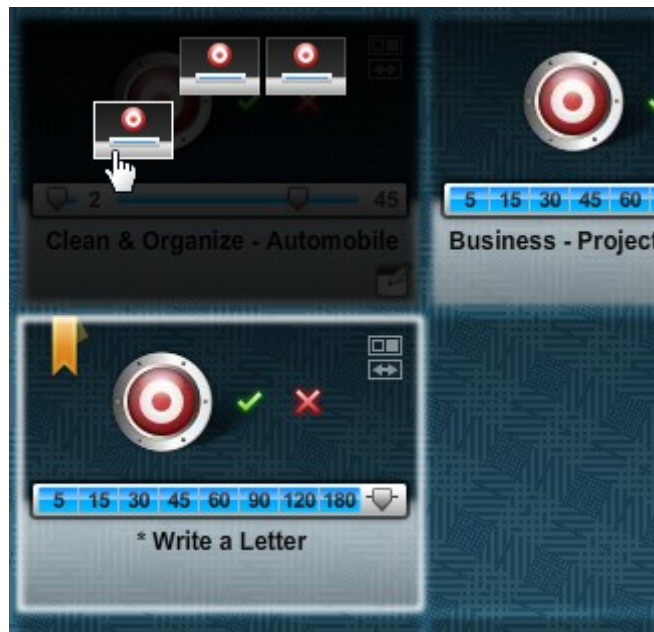 2 45
5 15 30 45 60
Clean & Organize - Automobile
Business - Project
5 15 30 45 60 90 120 180
* Write a Letter